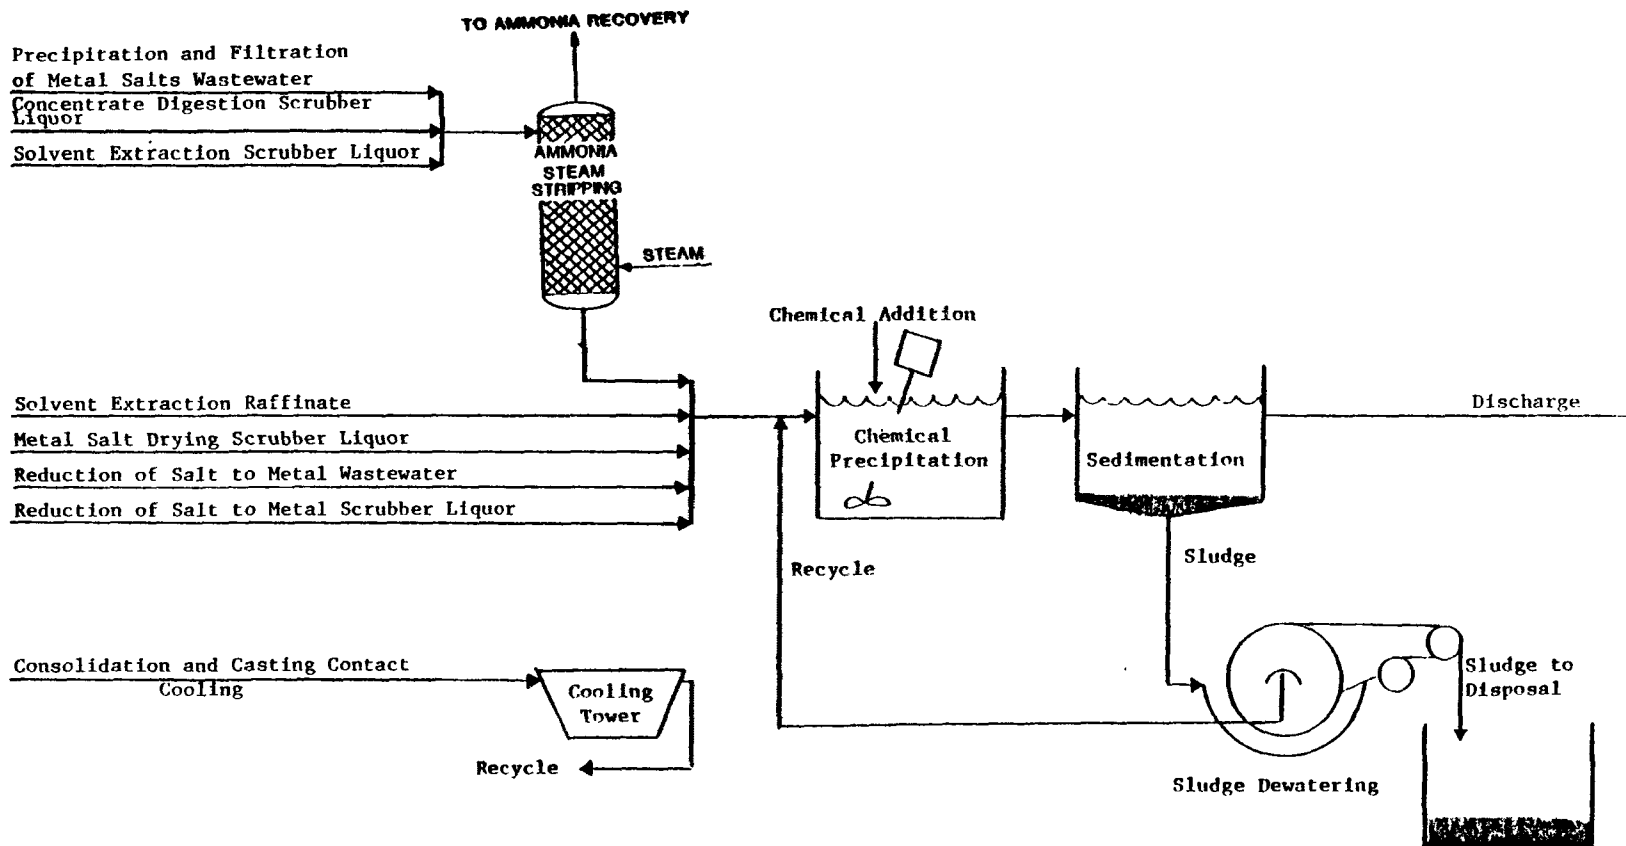 TO AMMONIA RECOVERY
Precipitation and Filtration
of Metal Salts Wastewater
Concentrate Digestion Scrubber
Liquor
Solvent Extraction Scrubber Liquor
AMMONIA
STEAM
STRIPPING
STEAM
Chemical Addition
Solvent Extraction Raffinate
Metal Salt Drying Scrubber Liquor
Reduction of Salt to Metal Wastewater
Reduction of Salt to Metal Scrubber Liquor
Chemical
Precipitation
Sedimentation
Discharge
Recycle
Sludge
Consolidation and Casting Contact
Cooling
Cooling
Tower
Recycle
Sludge to
Disposal
Sludge Dewatering